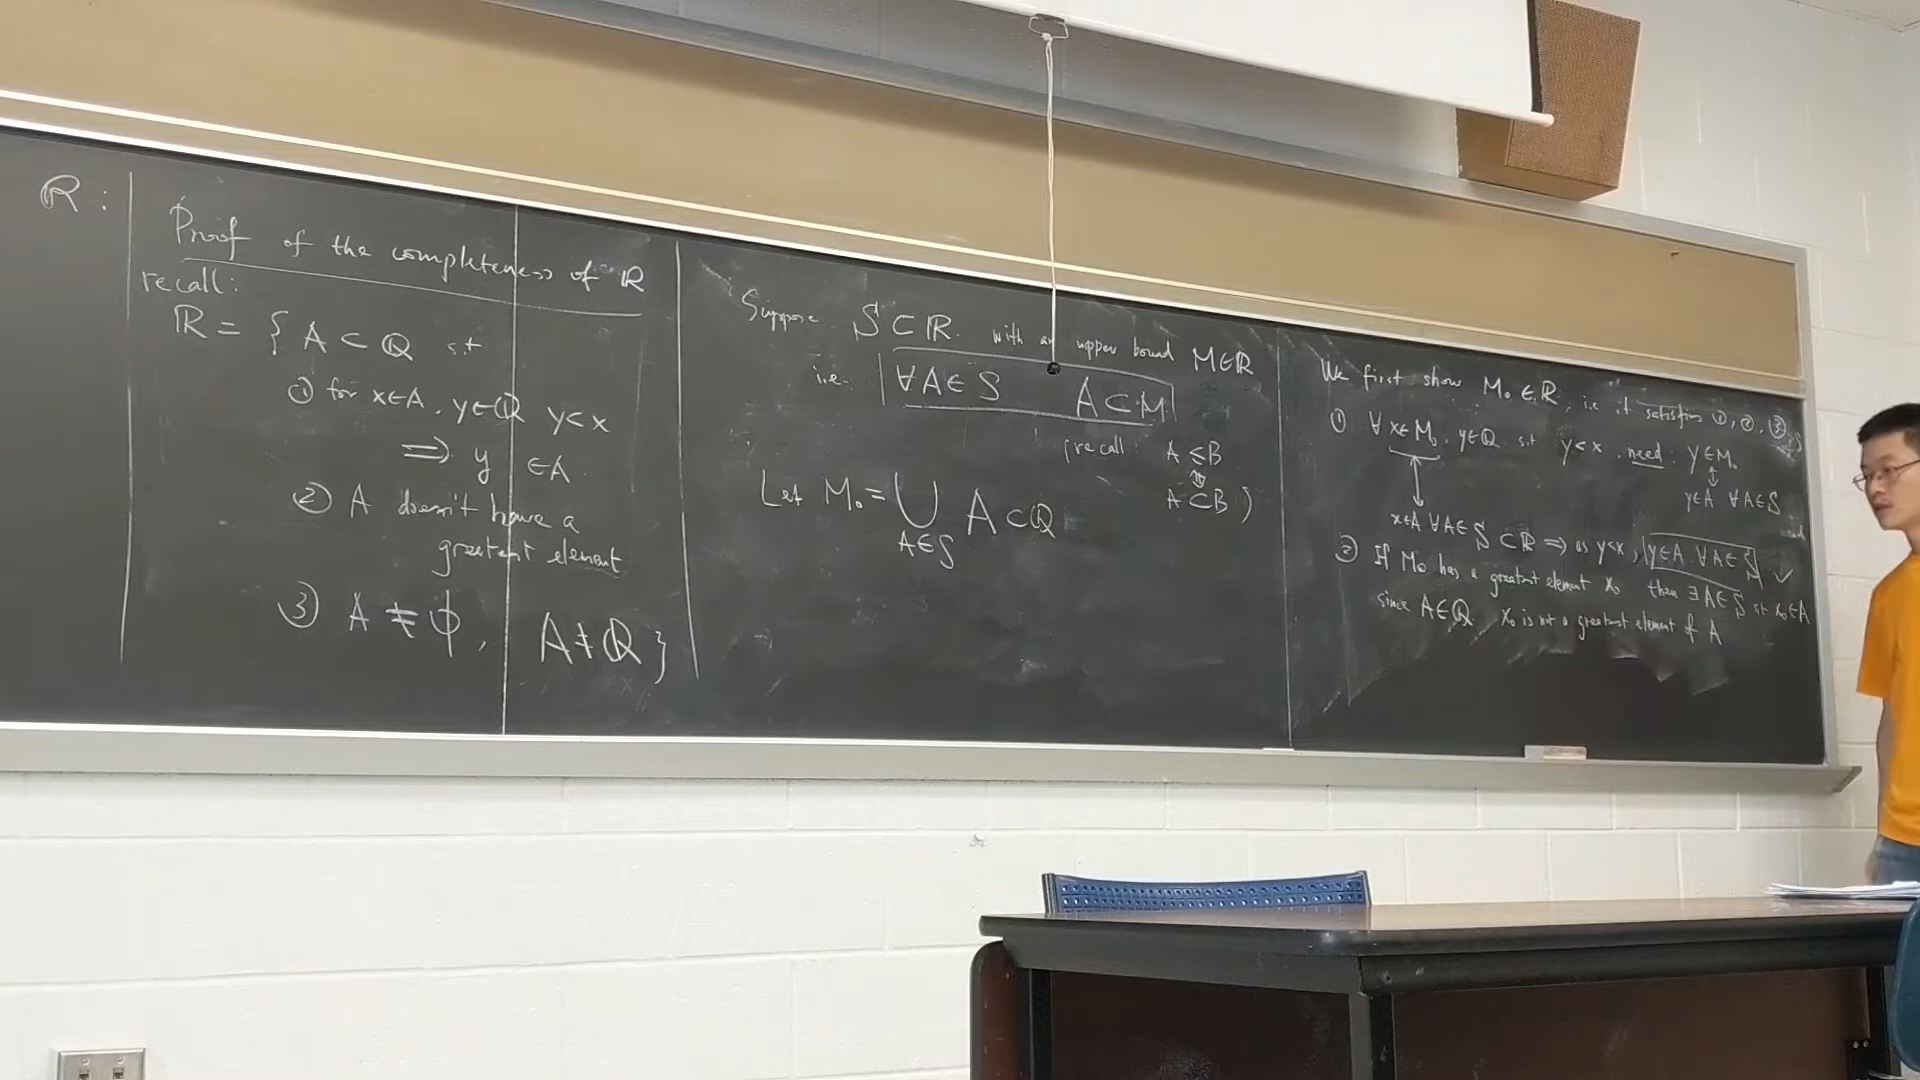 ℝ :
Proof of the completeness of ℝ
recall:
ℝ = { A ⊂ ℚ s.t
① for x∈A, y∈ℚ y<x
⟹ y ∈A
② A doesn't have a
greatest element
③ A ≠ ϕ, A≠ℚ }
Suppose S⊂ℝ with an upper bound M∈ℝ
i.e. ∀A∈S A⊂M
(recall: A ≤B
↕
A ⊂B )
Let M₀ = ⋃ A ⊂ℚ
A∈S
We first show M₀∈ℝ, i.e it satisfies ①, ②, ③
① ∀ x∈M₀, y∈ℚ s.t y<x, need: y∈M₀
↕
y∈A ∀A∈S
x∈A ∀A∈S ⊂ℝ ⟹ as y<x, y∈A ∀A∈S ✓
② If M₀ has a greatest element x₀ then ∃A∈S st x₀∈A
since A∈ℚ, x₀ is not a greatest element of A